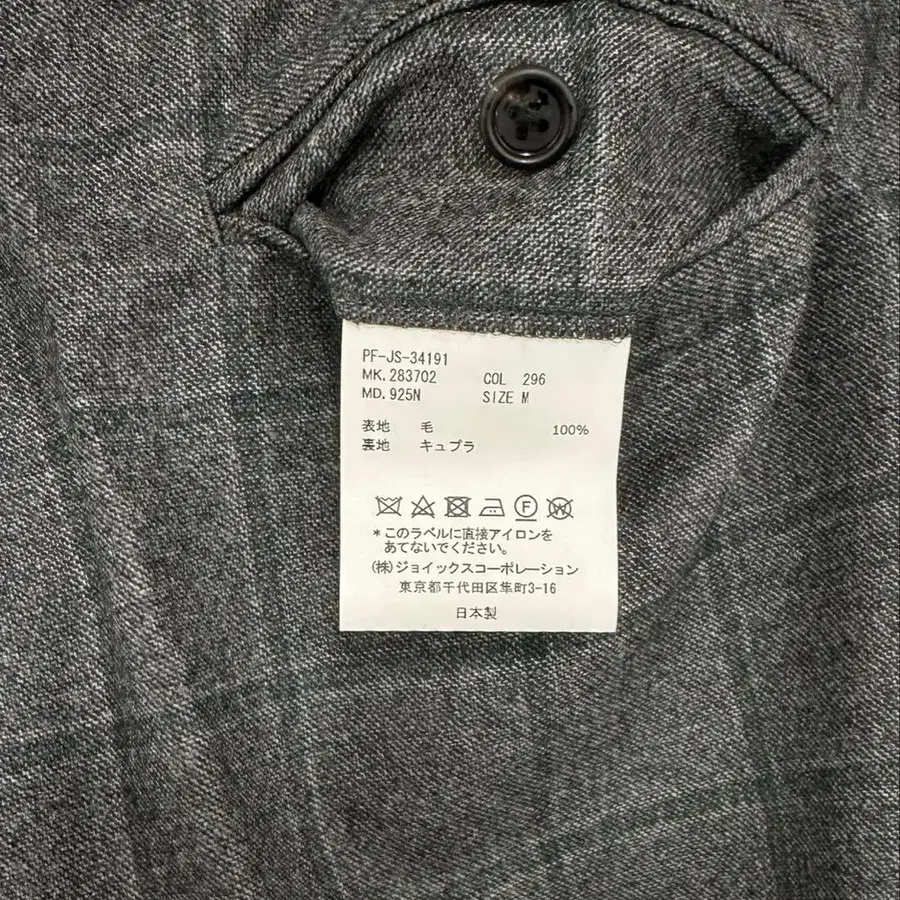 PF-JS-34191
MK.283702 COL 296
MD.925N SIZE M
表地 毛 100%
裏地 キュプラ
F
W
*このラベルに直接アイロンを
あてないでください。
(株)ジョイックスコーポレーション
東京都千代田区隼町3-16
日本製